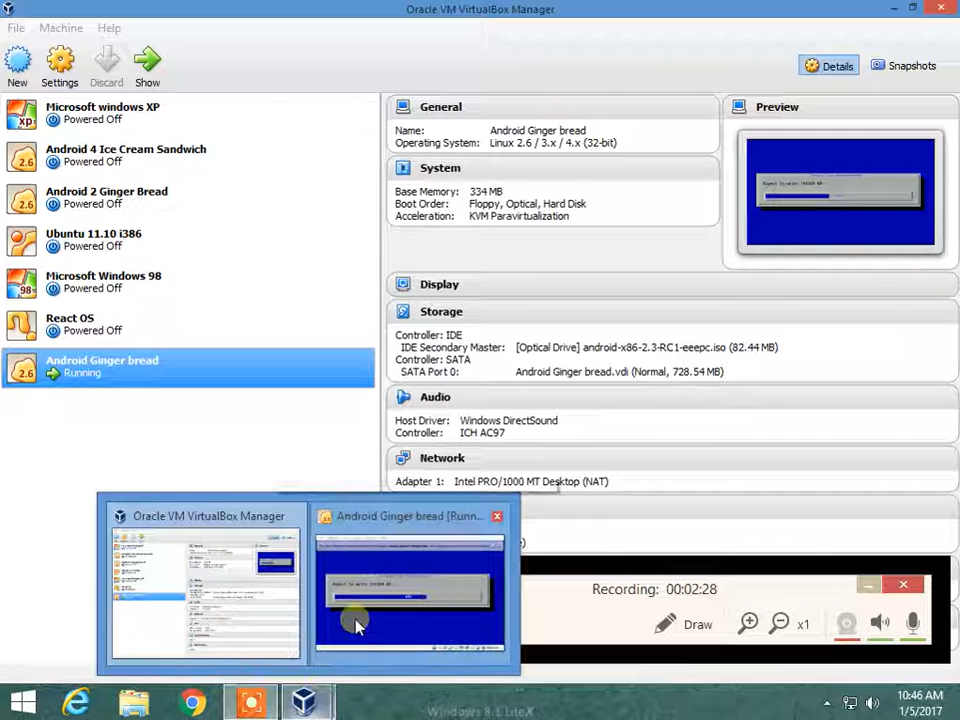 Oracle VM VirtualBox Manager
File Machine Help
New Settings Discard Show
Details Snapshots
Microsoft windows XP
Powered Off
Android 4 Ice Cream Sandwich
Powered Off
Android 2 Ginger Bread
Powered Off
Ubuntu 11.10 i386
Powered Off
Microsoft Windows 98
Powered Off
React OS
Powered Off
Android Ginger bread
Running
General
Name: Android Ginger bread
Operating System: Linux 2.6 / 3.x / 4.x (32-bit)
System
Base Memory: 334 MB
Boot Order: Floppy, Optical, Hard Disk
Acceleration: KVM Paravirtualization
Preview
Display
Storage
Controller: IDE
IDE Secondary Master: [Optical Drive] android-x86-2.3-RC1-eeepc.iso (82.44 MB)
Controller: SATA
SATA Port 0: Android Ginger bread.vdi (Normal, 728.54 MB)
Audio
Host Driver: Windows DirectSound
Controller: ICH AC97
Network
Adapter 1: Intel PRO/1000 MT Desktop (NAT)
Oracle VM VirtualBox Manager
Android Ginger bread [Runn...
Recording: 00:02:28
Draw x1
Windows 8.1 LiteX
10:46 AM
1/5/2017